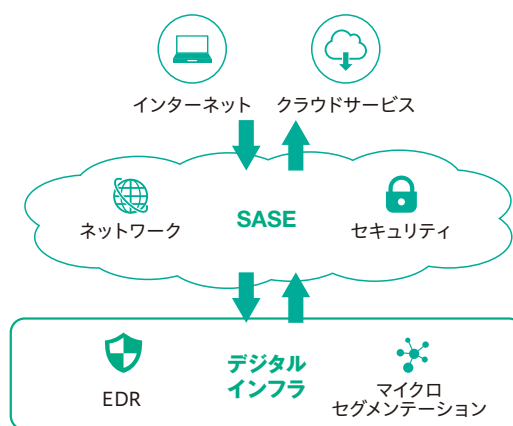 インターネット
クラウドサービス
ネットワーク
SASE
セキュリティ
EDR
デジタル
インフラ
マイクロ
セグメンテーション